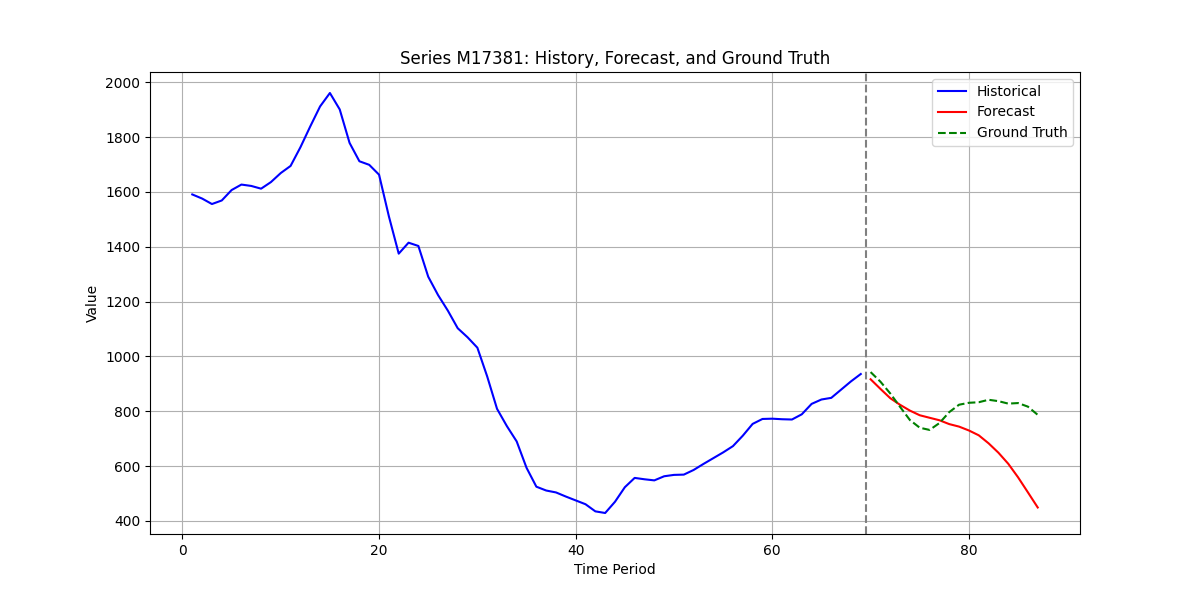 Series M17381: History, Forecast, and Ground Truth
Historical
Forecast
Ground Truth
2000
1800
1600
1400
1200
1000
800
600
400
Value
0 20 40 60 80
Time Period